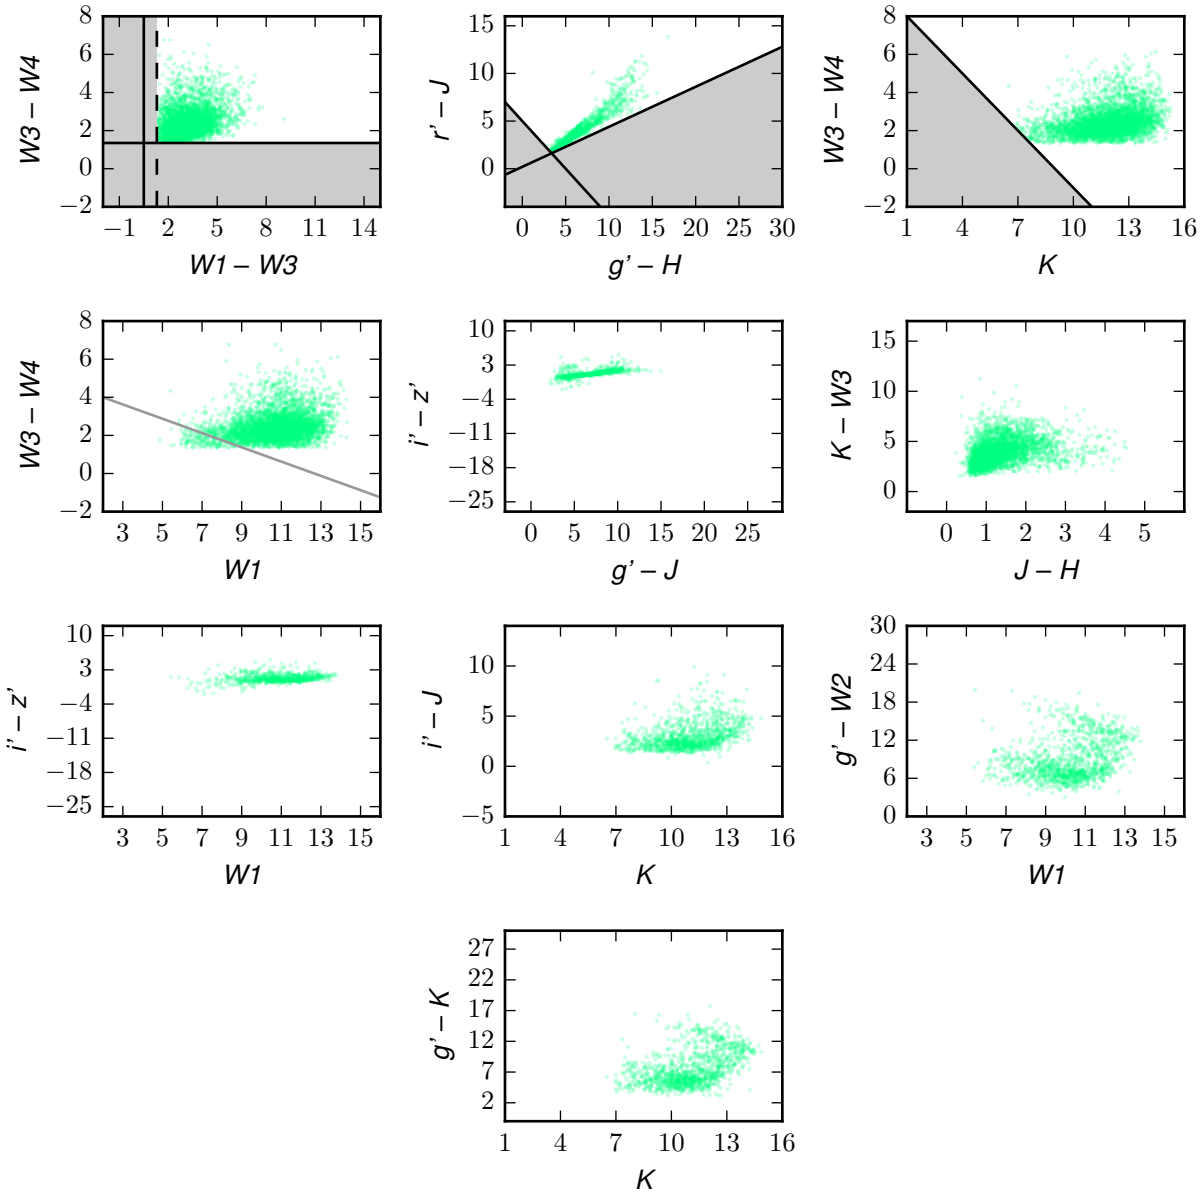 8
6
4
2
0
−2
W3 – W4
−1 2 5 8 11 14
W1 – W3
15
10
5
0
r' – J
0 5 10 15 20 25 30
g' – H
8
6
4
2
0
−2
W3 – W4
1 4 7 10 13 16
K
8
6
4
2
0
−2
W3 – W4
3 5 7 9 11 13 15
W1
10
3
−4
−11
−18
−25
i' – z'
0 5 10 15 20 25
g' – J
15
10
5
0
K – W3
0 1 2 3 4 5
J – H
10
3
−4
−11
−18
−25
i' – z'
3 5 7 9 11 13 15
W1
10
5
0
−5
i' – J
1 4 7 10 13 16
K
30
24
18
12
6
0
g' – W2
3 5 7 9 11 13 15
W1
27
22
17
12
7
2
g' – K
1 4 7 10 13 16
K